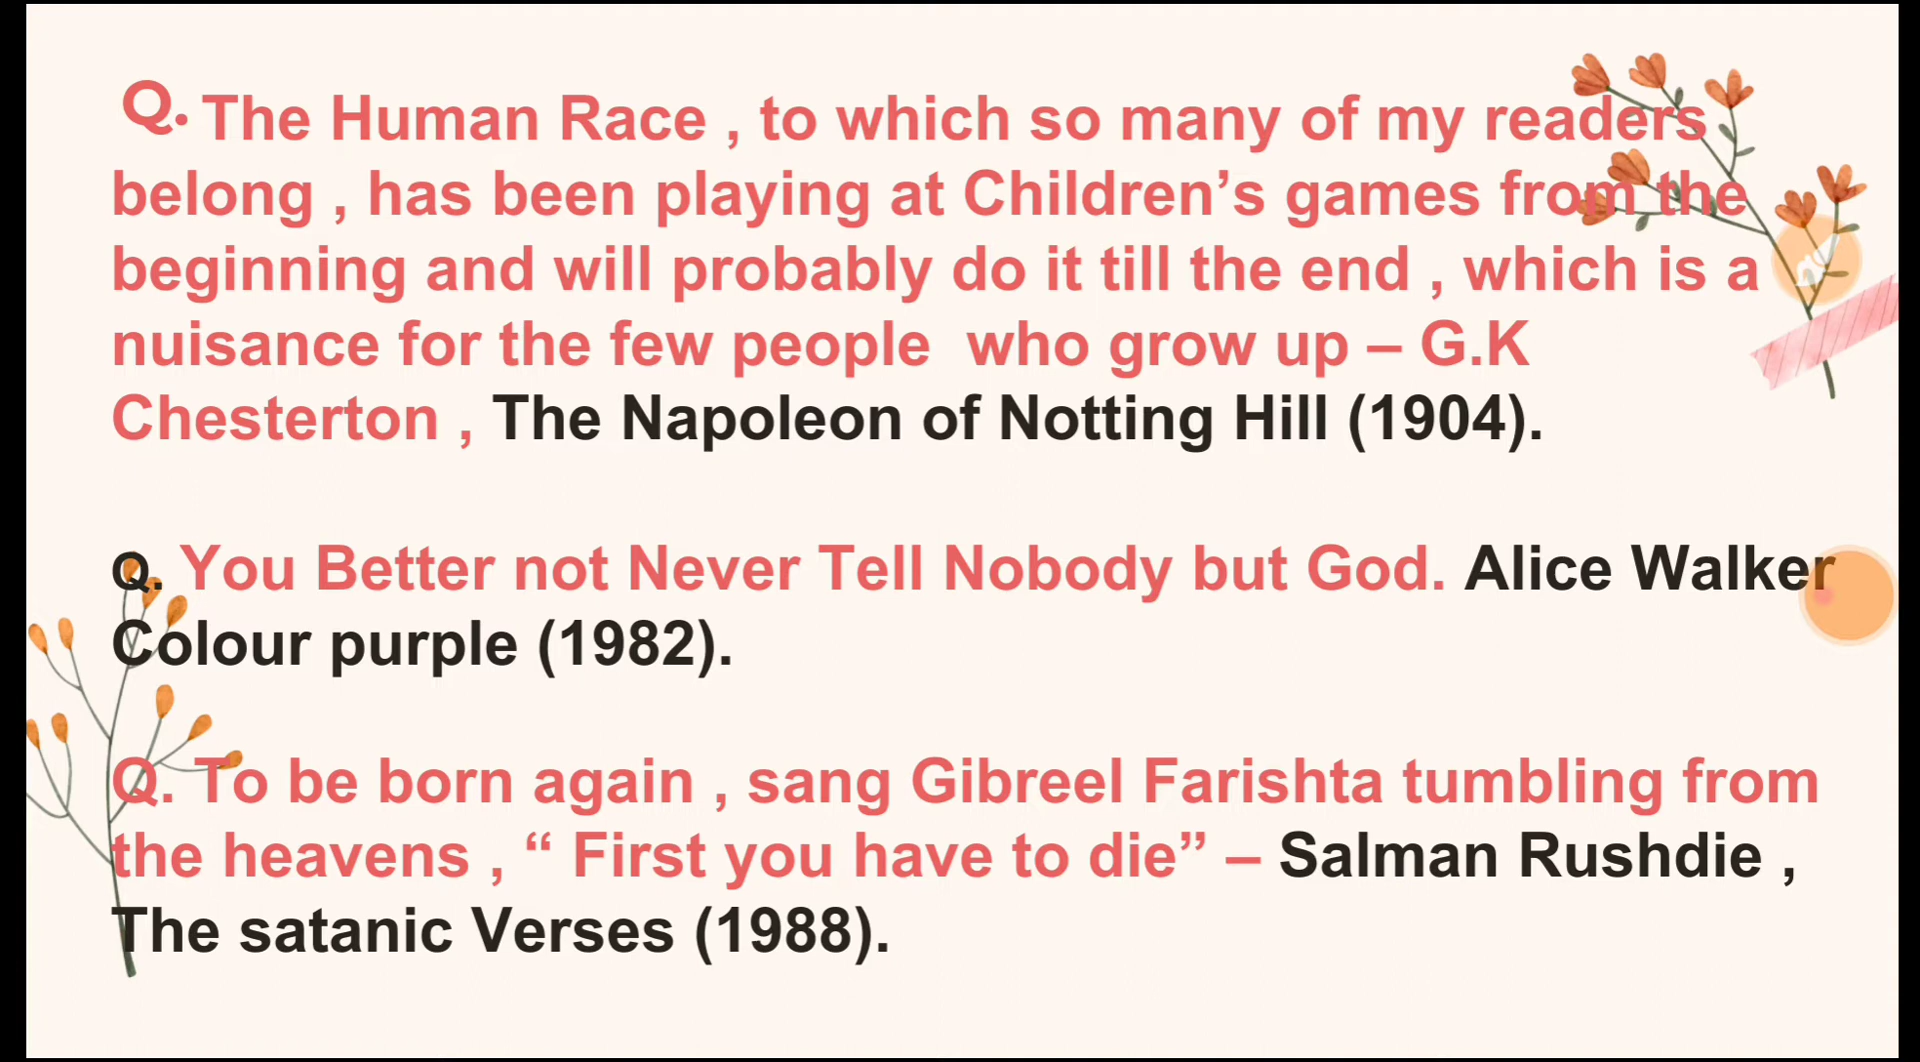 Q. The Human Race , to which so many of my readers
belong , has been playing at Children’s games from the
beginning and will probably do it till the end , which is a
nuisance for the few people  who grow up – G.K
Chesterton , The Napoleon of Notting Hill (1904).
Q. You Better not Never Tell Nobody but God. Alice Walker
Colour purple (1982).
Q. To be born again , sang Gibreel Farishta tumbling from
the heavens , “ First you have to die” – Salman Rushdie ,
The satanic Verses (1988).